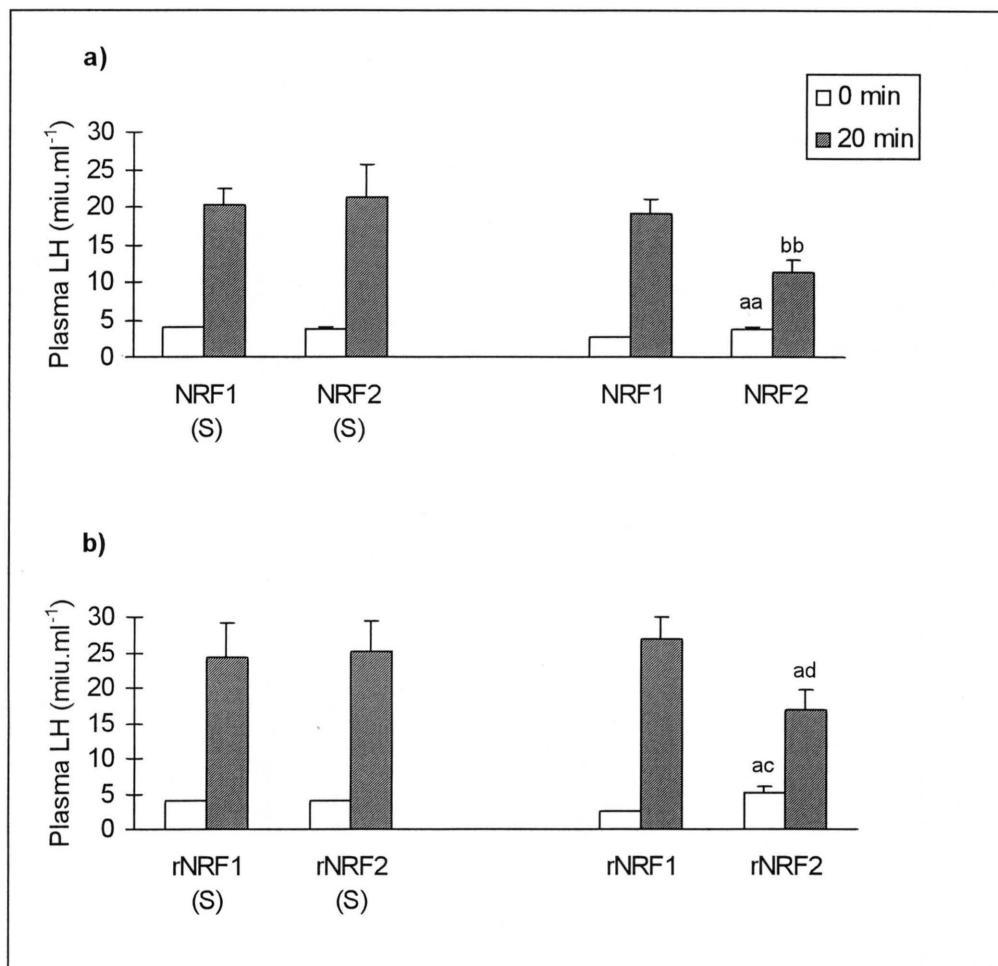 a)
0 min
20 min
Plasma LH (miu.ml⁻¹)
30
25
20
15
10
5
0
aa
bb
NRF1
(S)
NRF2
(S)
NRF1
NRF2
b)
Plasma LH (miu.ml⁻¹)
30
25
20
15
10
5
0
ac
ad
rNRF1
(S)
rNRF2
(S)
rNRF1
rNRF2